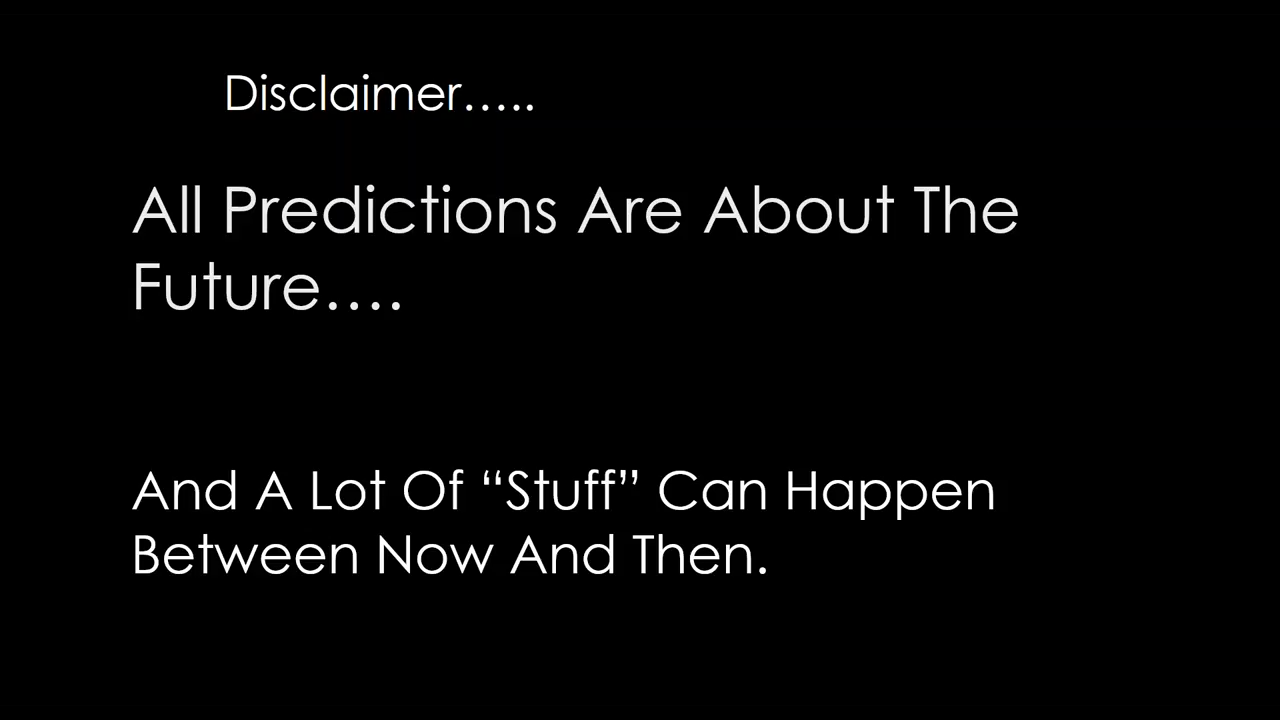 Disclaimer…..
All Predictions Are About The
Future….
And A Lot Of “Stuff” Can Happen
Between Now And Then.